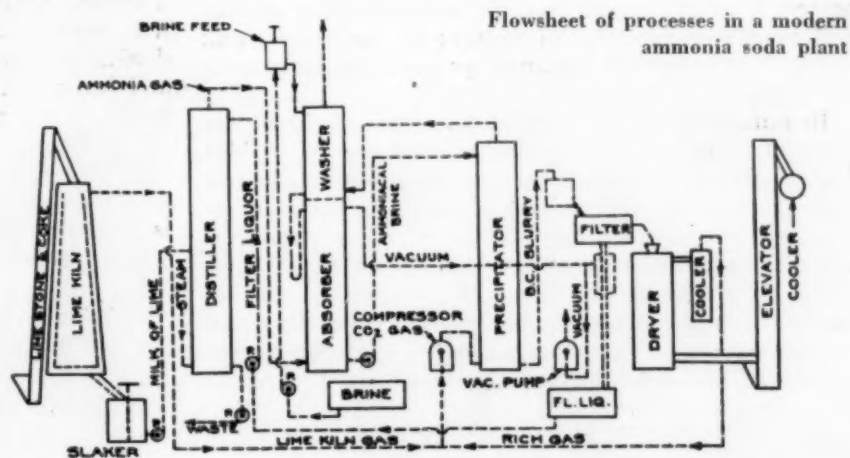 Flowsheet of processes in a modern
ammonia soda plant
BRINE FEED
AMMONIA GAS
LIME STONE & COKE
LIME KILN
SLAKER
MILK OF LIME
STEAM
DISTILLER
FILTER LIQUOR
WASTE
WASHER
ABSORBER
AMMONIACAL
BRINE
VACUUM
COMPRESSOR
CO2 GAS
BRINE
LIME KILN GAS
PRECIPITATOR
B.C. SLURRY
FILTER
VACUUM
VAC. PUMP
FL. LIQ.
RICH GAS
DRYER
COOLER
ELEVATOR
COOLER
In